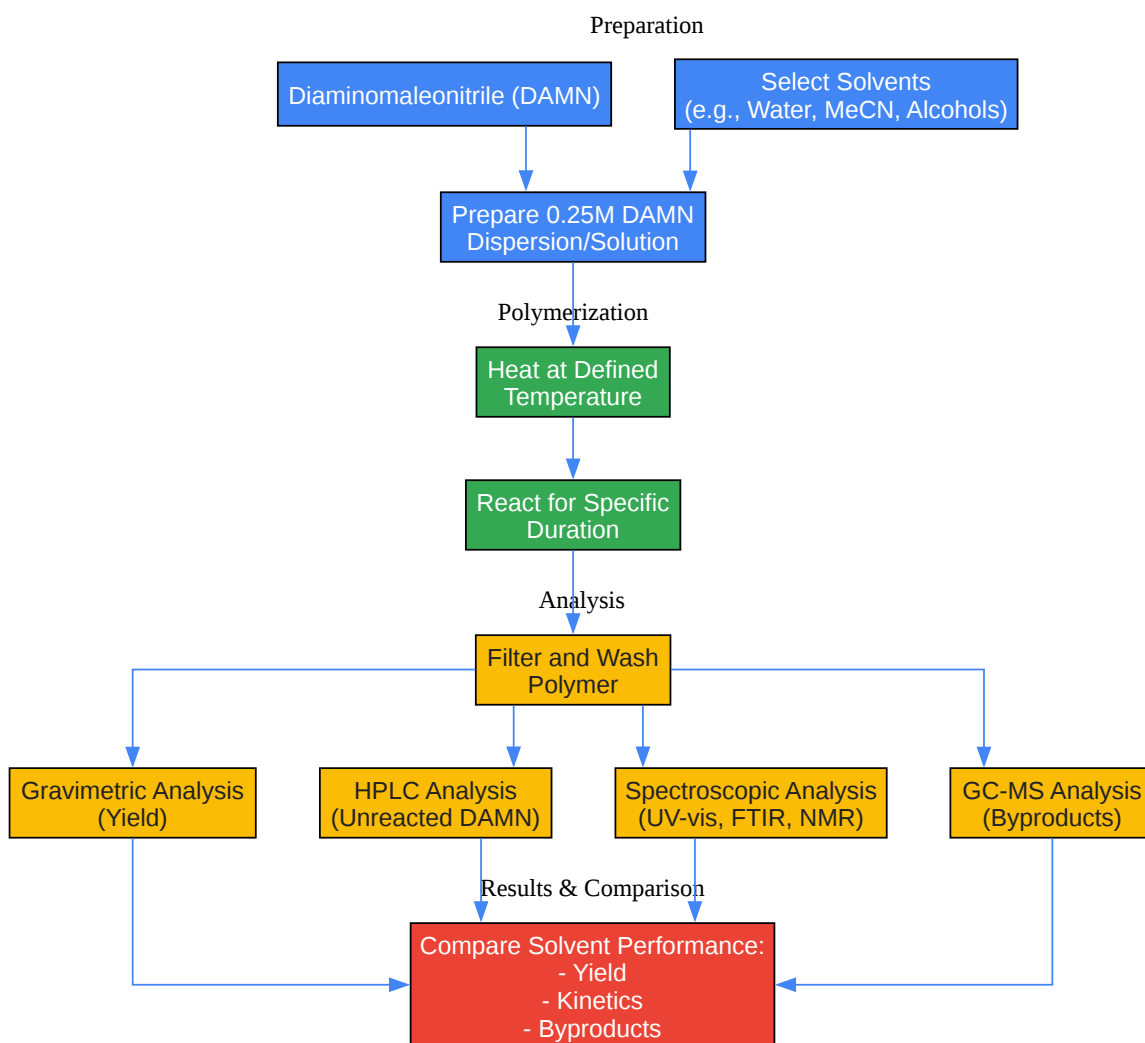 Preparation
Diaminomaleonitrile (DAMN)
Select Solvents
(e.g., Water, MeCN, Alcohols)
Prepare 0.25M DAMN
Dispersion/Solution
Polymerization
Heat at Defined
Temperature
React for Specific
Duration
Analysis
Filter and Wash
Polymer
Gravimetric Analysis
(Yield)
HPLC Analysis
(Unreacted DAMN)
Spectroscopic Analysis
(UV-vis, FTIR, NMR)
GC-MS Analysis
(Byproducts)
Results & Comparison
Compare Solvent Performance:
- Yield
- Kinetics
- Byproducts